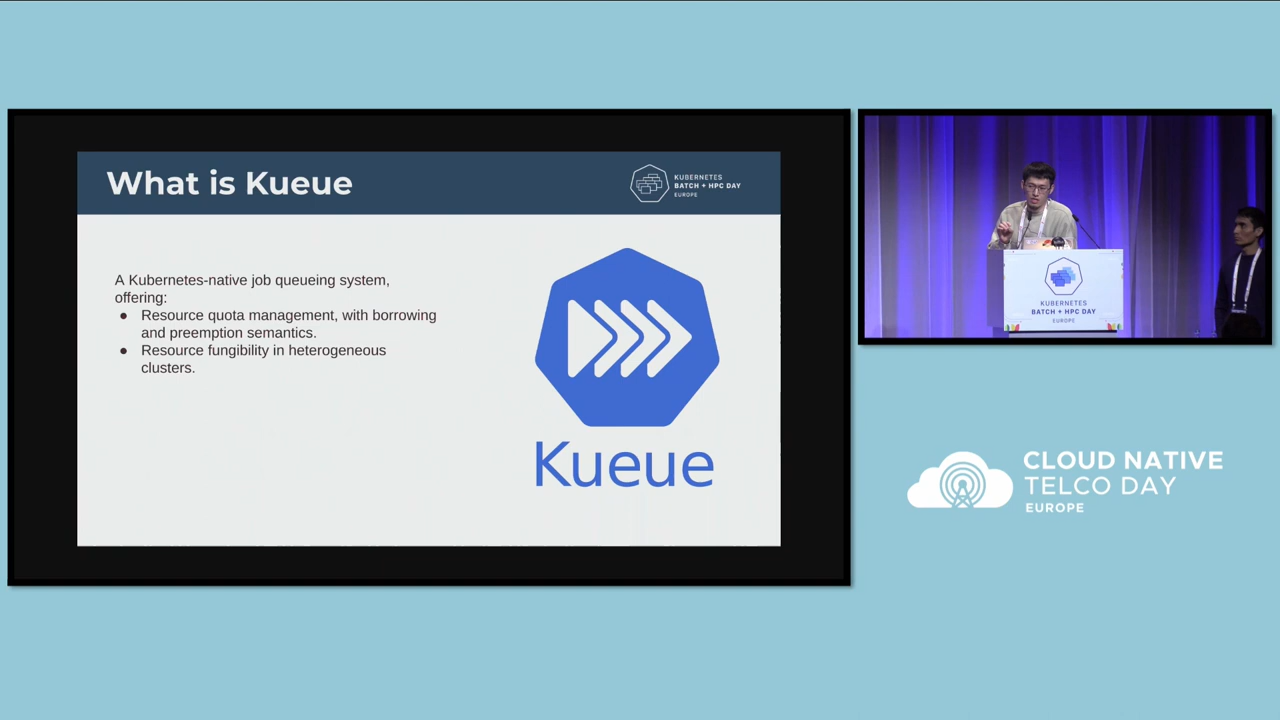 What is Kueue
KUBERNETES
BATCH + HPC DAY
EUROPE
A Kubernetes-native job queueing system,
offering:
● Resource quota management, with borrowing
and preemption semantics.
● Resource fungibility in heterogeneous
clusters.
Kueue
KUBERNETES
BATCH + HPC DAY
EUROPE
CLOUD NATIVE
TELCO DAY
EUROPE